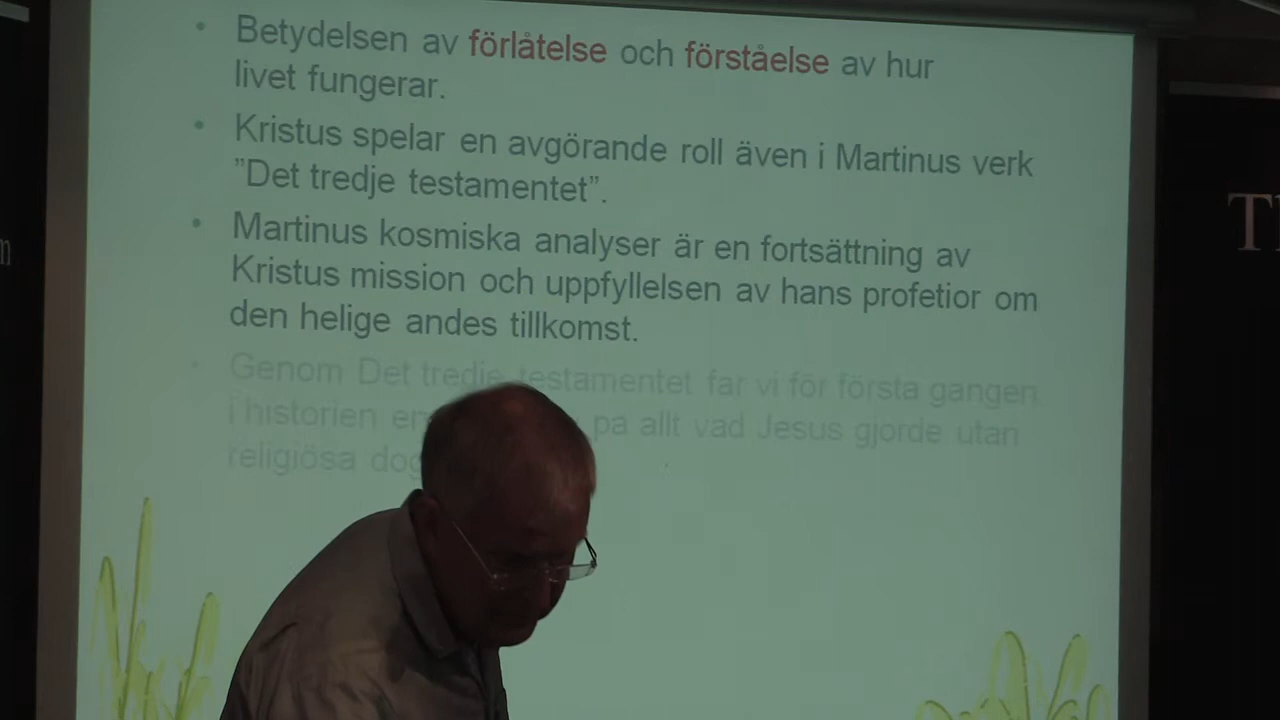 • Betydelsen av förlåtelse och förståelse av hur
livet fungerar.
• Kristus spelar en avgörande roll även i Martinus verk
”Det tredje testamentet”.
• Martinus kosmiska analyser är en fortsättning av
Kristus mission och uppfyllelsen av hans profetior om
den helige andes tillkomst.
• Genom Det tredje testamentet får vi för första gången
i historien på allt vad Jesus gjorde utan
religiösa